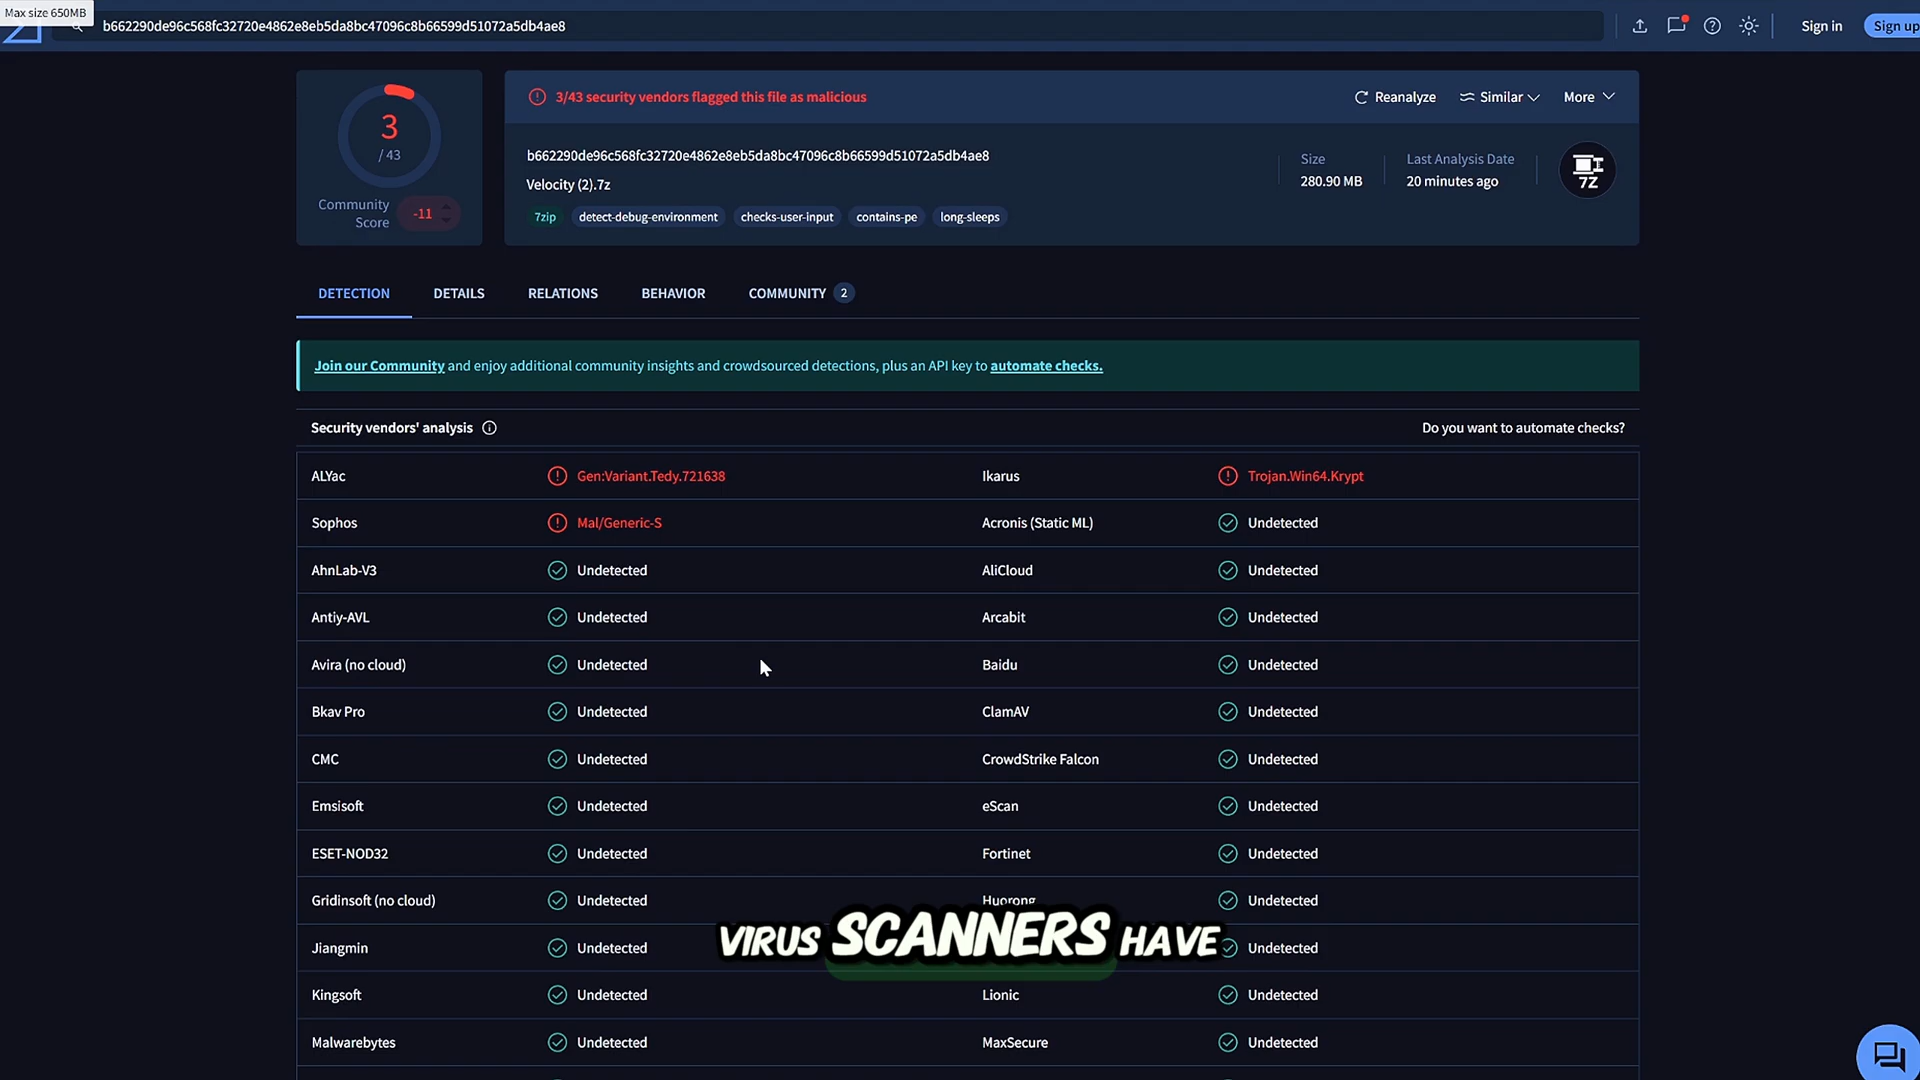 Max size 650MB
b662290de96c568fc32720e4862e8eb5da8bc47096c8b66599d51072a5db4ae8
Sign in
Sign up
3
/ 43
Community Score
-11
3/43 security vendors flagged this file as malicious
Reanalyze
Similar
More
b662290de96c568fc32720e4862e8eb5da8bc47096c8b66599d51072a5db4ae8
Velocity (2).7z
7zip
detect-debug-environment
checks-user-input
contains-pe
long-sleeps
Size
280.90 MB
Last Analysis Date
20 minutes ago
7Z
DETECTION
DETAILS
RELATIONS
BEHAVIOR
COMMUNITY 2
Join our Community and enjoy additional community insights and crowdsourced detections, plus an API key to automate checks.
Security vendors' analysis
Do you want to automate checks?
ALYac Gen:Variant.Tedy.721638 Ikarus Trojan.Win64.Krypt
Sophos Mal/Generic-S Acronis (Static ML) Undetected
AhnLab-V3 Undetected AliCloud Undetected
Antiy-AVL Undetected Arcabit Undetected
Avira (no cloud) Undetected Baidu Undetected
Bkav Pro Undetected ClamAV Undetected
CMC Undetected CrowdStrike Falcon Undetected
Emsisoft Undetected eScan Undetected
ESET-NOD32 Undetected Fortinet Undetected
Gridinsoft (no cloud) Undetected Huorong Undetected
VIRUS SCANNERS HAVE
Jiangmin Undetected Undetected
Kingsoft Undetected Lionic Undetected
Malwarebytes Undetected MaxSecure Undetected